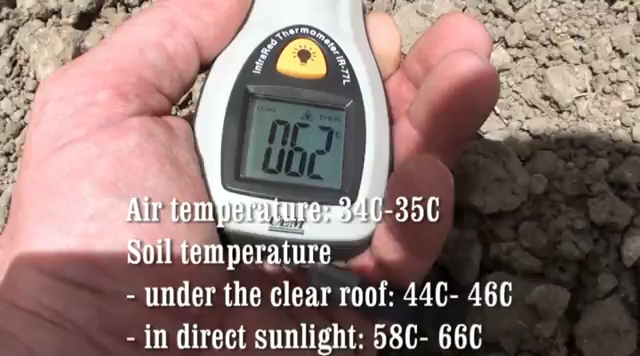 InfraRed Thermometer IR-77L
SCAN
062
°C
Air temperature: 34C-35C
Soil temperature
- under the clear roof: 44C- 46C
- in direct sunlight: 58C- 66C